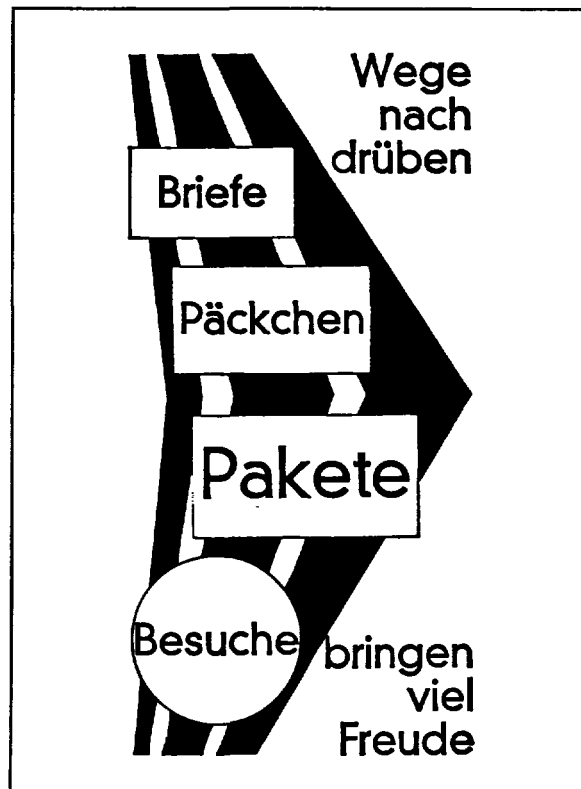 Wege
nach
drüben
Briefe
Päckchen
Pakete
Besuche
bringen
viel
Freude